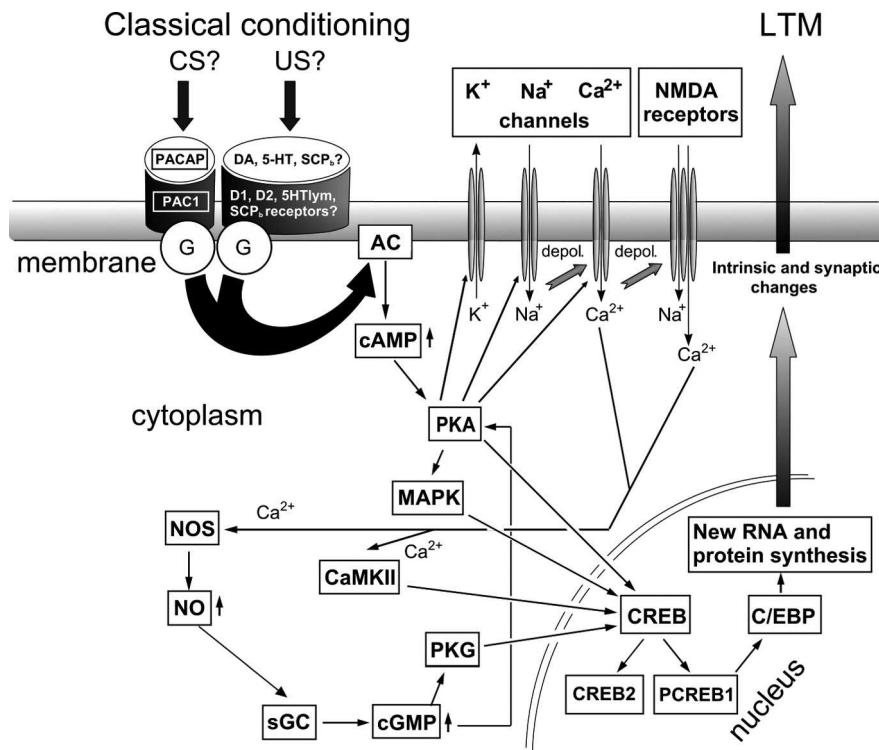 Classical conditioning
LTM
CS?
US?
K+ Na+ Ca2+
channels
NMDA
receptors
PACAP
DA, 5-HT, SCPb?
PAC1
D1, D2, 5HTlym,
SCPb receptors?
G
G
AC
membrane
depol.
depol.
Intrinsic and synaptic
changes
K+
Na+
Ca2+
Na+
Ca2+
cAMP
cytoplasm
PKA
MAPK
New RNA and
protein synthesis
NOS
Ca2+
Ca2+
CaMKII
NO
CREB
C/EBP
PKG
CREB2
PCREB1
nucleus
sGC
cGMP